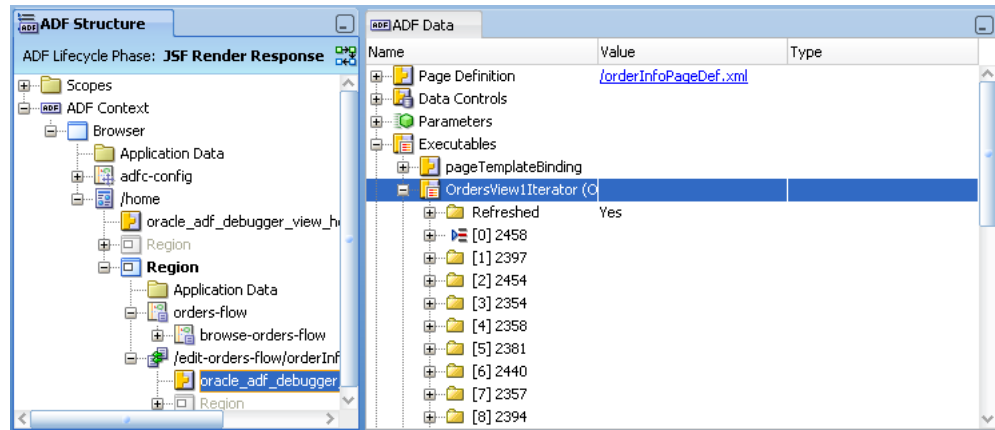 ADF Structure
ADF Lifecycle Phase: JSF Render Response
Scopes
ADF ADF Context
Browser
Application Data
adfc-config
/home
oracle_adf_debugger_view_h
Region
Region
Application Data
orders-flow
browse-orders-flow
/edit-orders-flow/orderInf
oracle_adf_debugger_
Region
ADF ADF Data
Name Value Type
Page Definition /orderInfoPageDef.xml
Data Controls
Parameters
Executables
pageTemplateBinding
OrdersView1Iterator (O
Refreshed Yes
[0] 2458
[1] 2397
[2] 2454
[3] 2354
[4] 2358
[5] 2381
[6] 2440
[7] 2357
[8] 2394